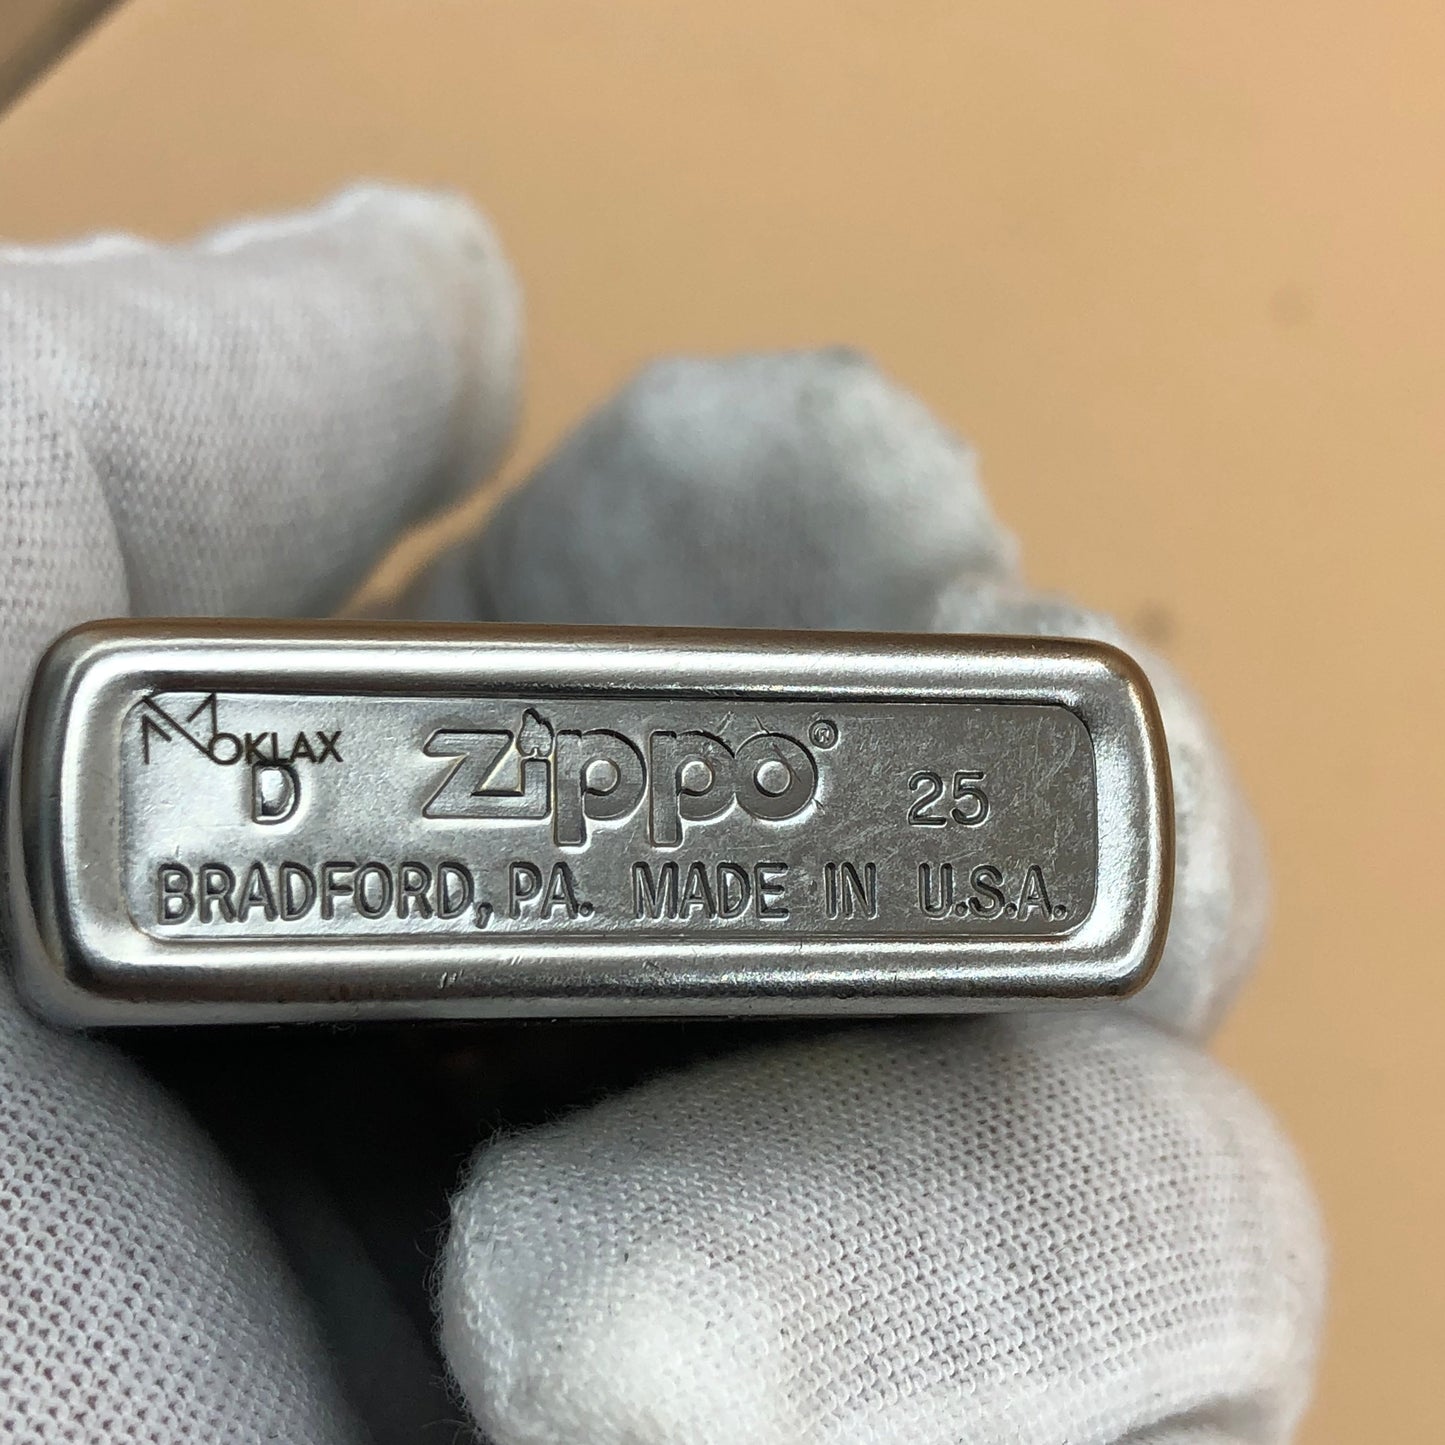 MOKLAX
D zippo® 25
BRADFORD, PA. MADE IN U.S.A.